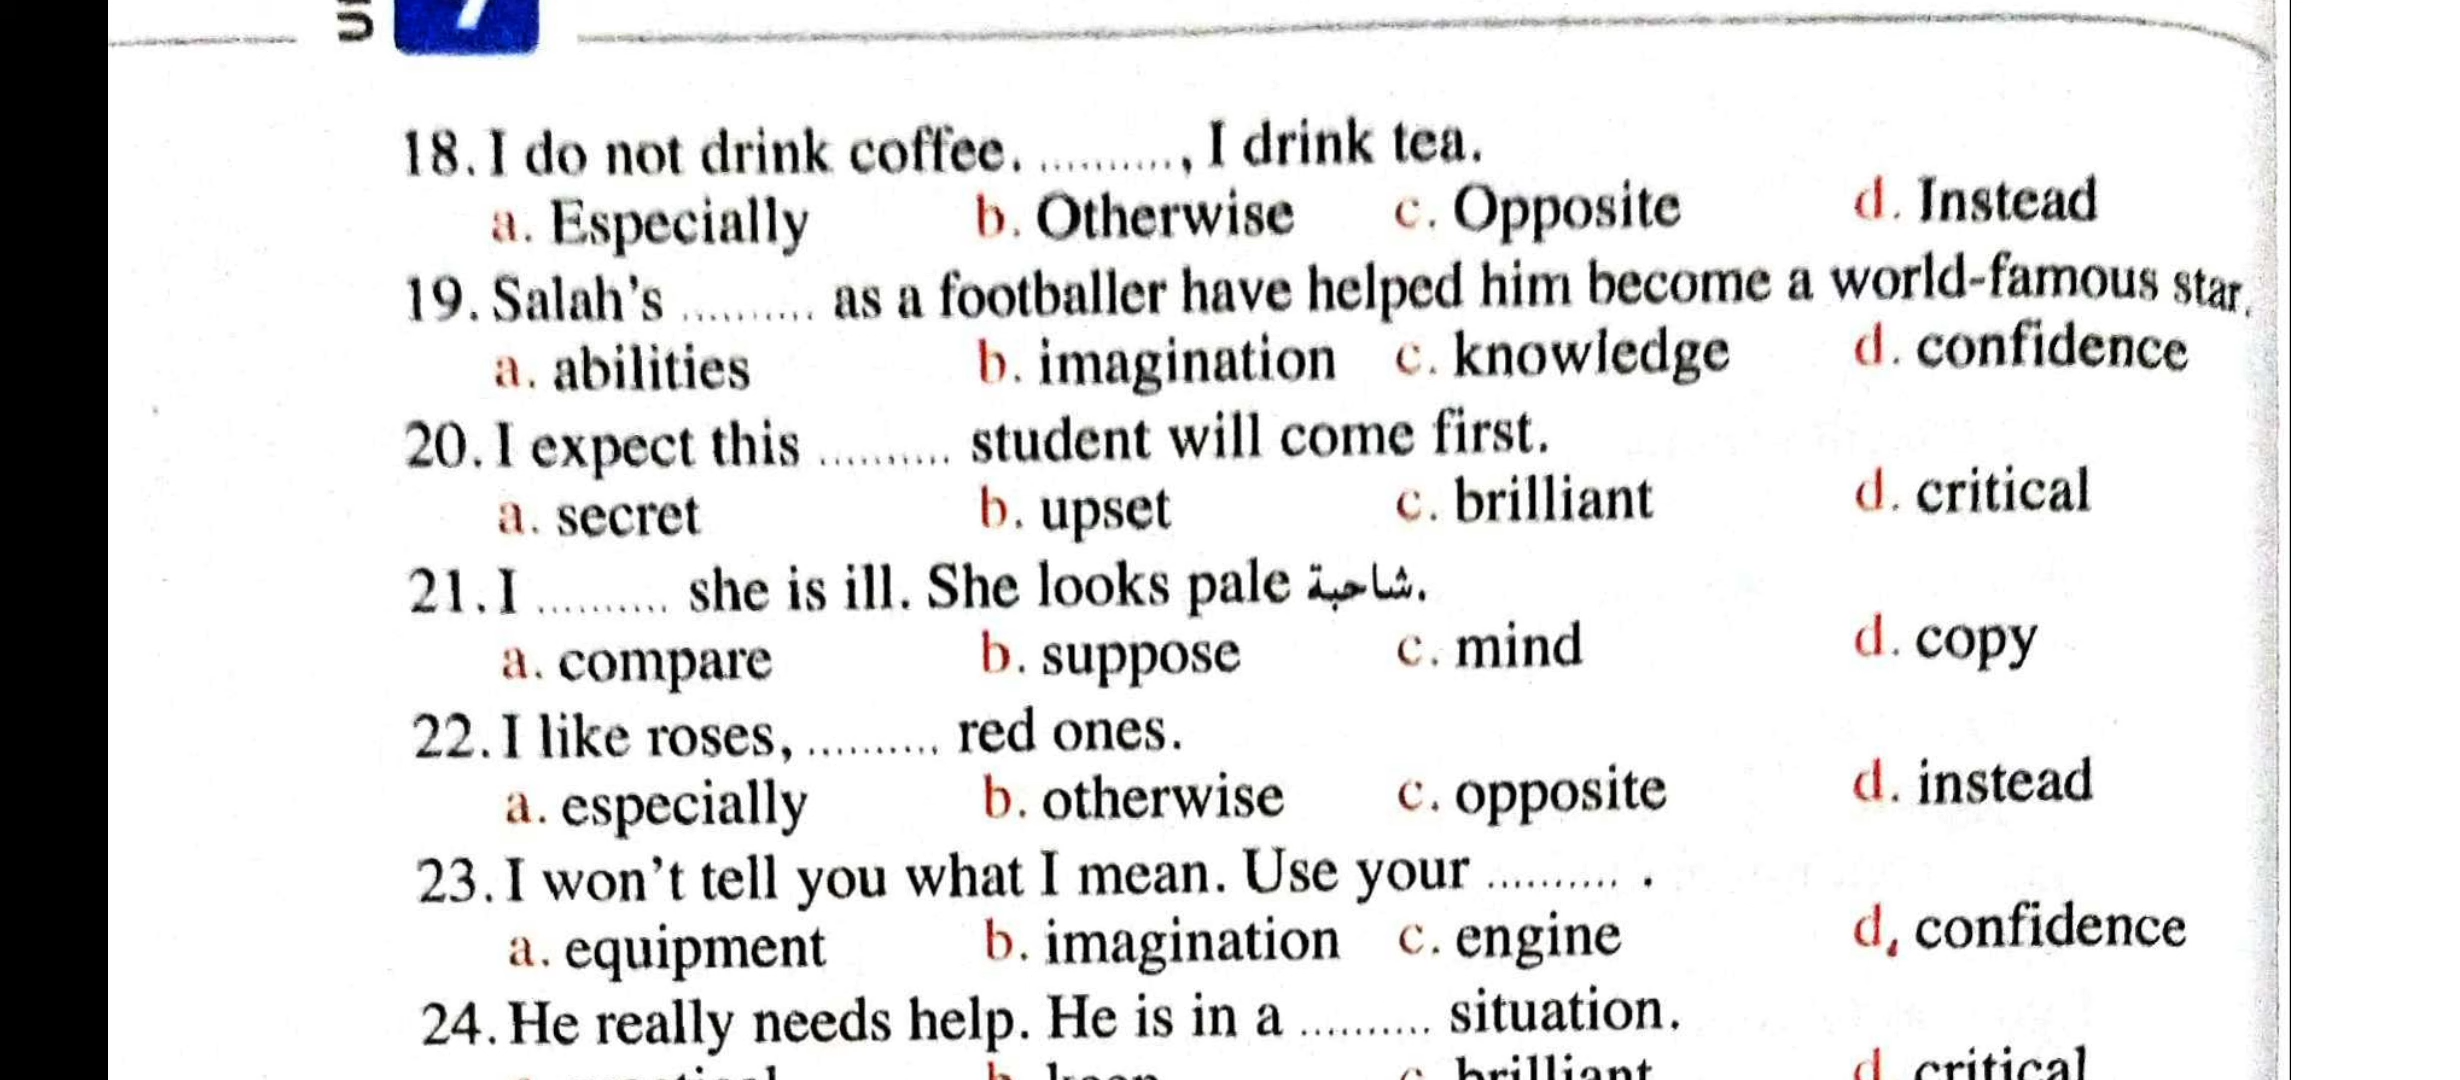 18. I do not drink coffee. .........., I drink tea.
a. Especially b. Otherwise c. Opposite d. Instead
19. Salah's .......... as a footballer have helped him become a world-famous star.
a. abilities b. imagination c. knowledge d. confidence
20. I expect this .......... student will come first.
a. secret b. upset c. brilliant d. critical
21. I .......... she is ill. She looks pale شاحبة.
a. compare b. suppose c. mind d. copy
22. I like roses, .......... red ones.
a. especially b. otherwise c. opposite d. instead
23. I won't tell you what I mean. Use your .......... .
a. equipment b. imagination c. engine d. confidence
24. He really needs help. He is in a .......... situation.
b. keen c. brilliant d. critical